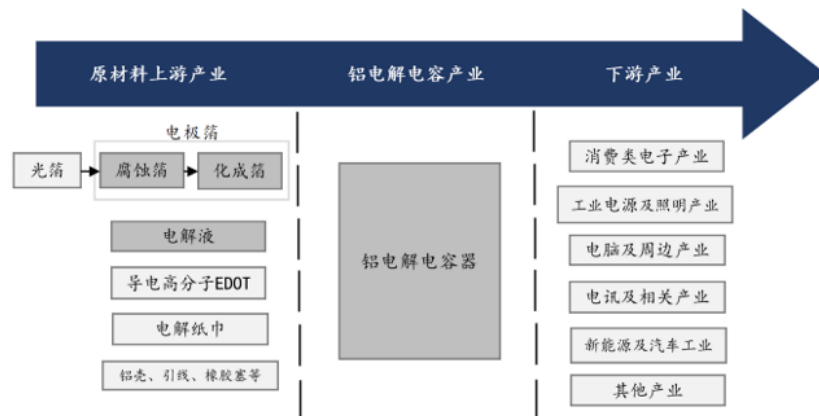 原材料上游产业
铝电解电容产业
下游产业
电极箔
光箔
腐蚀箔
化成箔
电解液
导电高分子EDOT
电解纸巾
铝壳、引线、橡胶塞等
铝电解电容器
消费类电子产业
工业电源及照明产业
电脑及周边产业
电讯及相关产业
新能源及汽车工业
其他产业